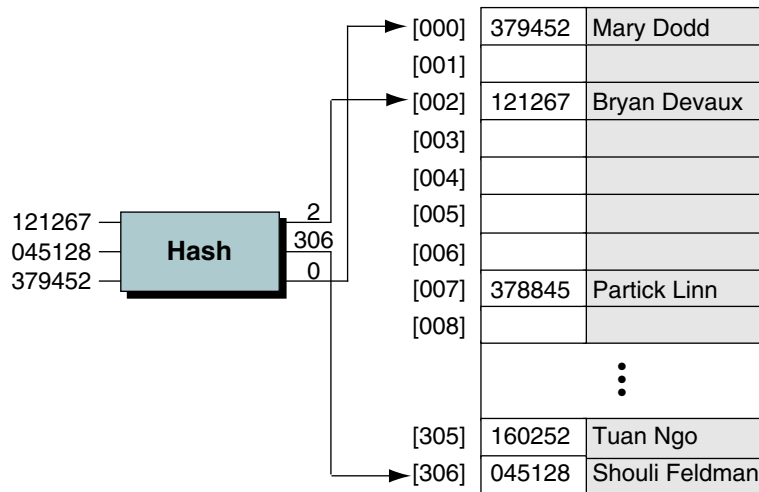 [000] 379452 Mary Dodd
[001]
[002] 121267 Bryan Devaux
[003]
[004]
[005]
[006]
[007] 378845 Partick Linn
[008]
[305] 160252 Tuan Ngo
[306] 045128 Shouli Feldman
121267
045128
379452
Hash
2
306
0